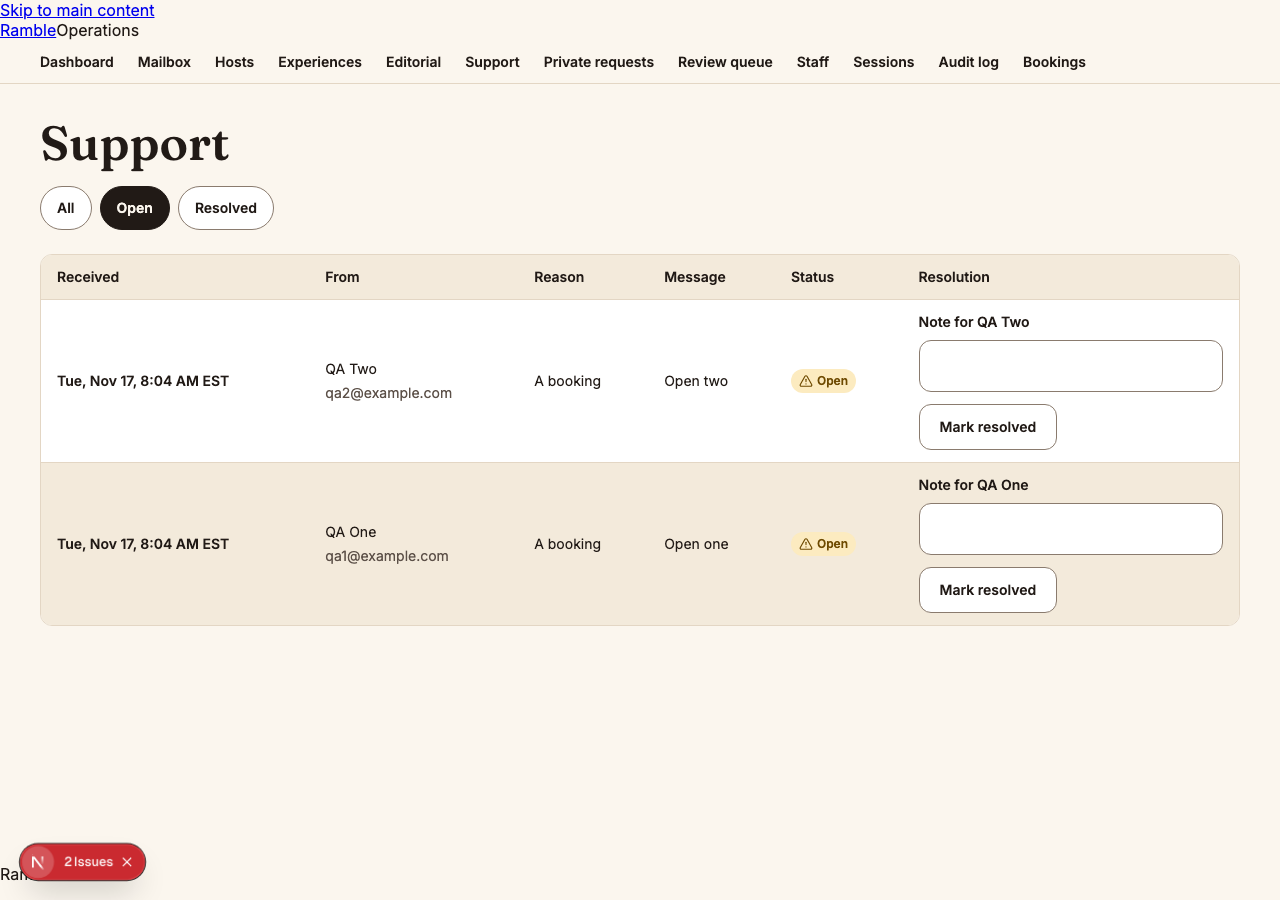 Skip to main content
RambleOperations
Dashboard Mailbox Hosts Experiences Editorial Support Private requests Review queue Staff Sessions Audit log Bookings
Support
All Open Resolved
Received From Reason Message Status Resolution
Note for QA Two
Tue, Nov 17, 8:04 AM EST QA Two A booking Open two Open
qa2@example.com
Mark resolved
Note for QA One
Tue, Nov 17, 8:04 AM EST QA One A booking Open one Open
qa1@example.com
Mark resolved
N 2 Issues